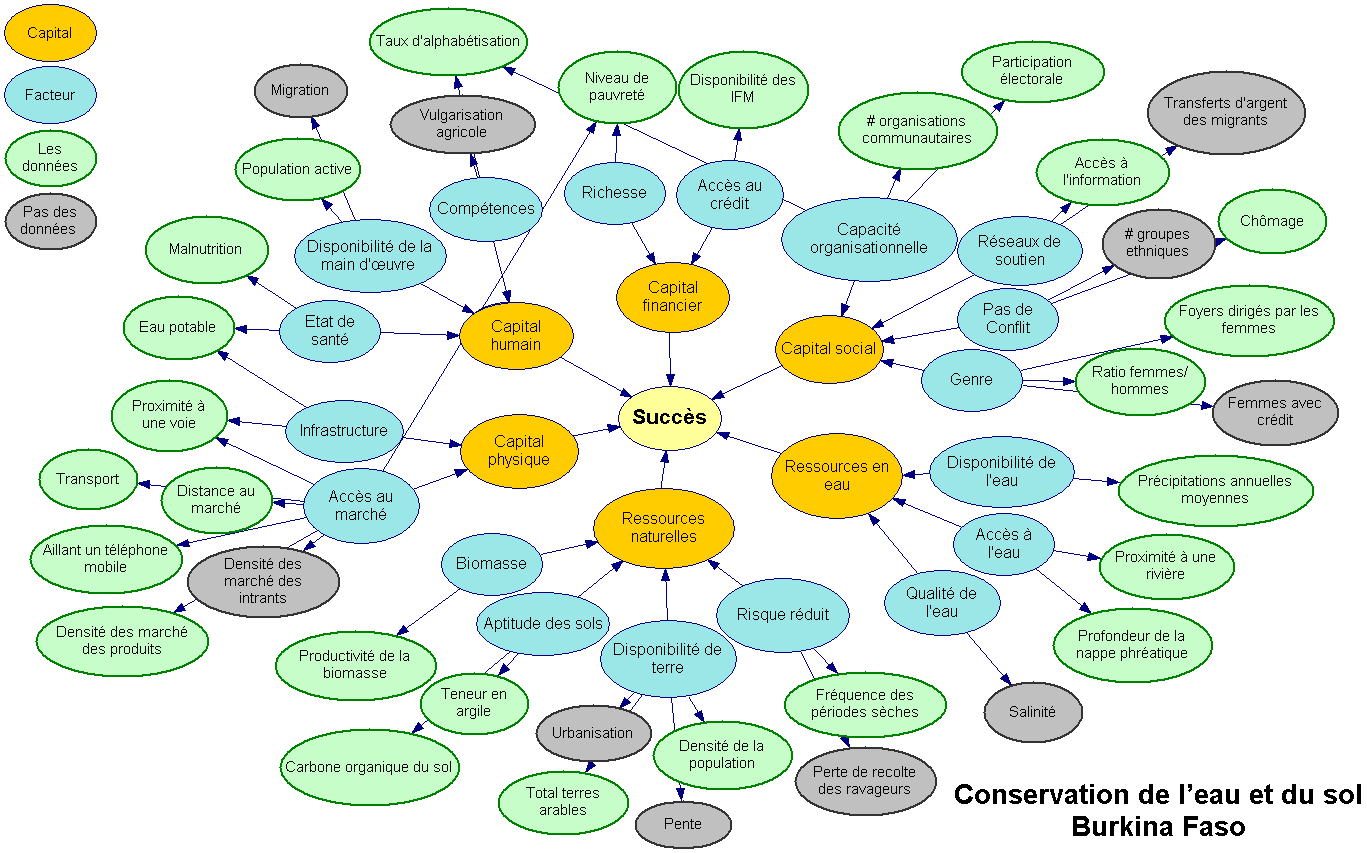 Capital
Facteur
Les
données
Pas des
données
Taux d'alphabétisation
Migration
Vulgarisation
agricole
Niveau de
pauvreté
Disponibilité des
IFM
Participation
électorale
# organisations
communautaires
Transferts d'argent
des migrants
Population active
Compétences
Richesse
Accès au
crédit
Accès à
l'information
Malnutrition
Disponibilité de la
main d'œuvre
Capacité
organisationnelle
Réseaux de
soutien
# groupes
ethniques
Chômage
Eau potable
Etat de
santé
Capital
humain
Capital
financier
Capital social
Pas de
Conflit
Foyers dirigés par les
femmes
Genre
Ratio femmes/
hommes
Femmes avec
crédit
Proximité à
une voie
Infrastructure
Capital
physique
Succès
Ressources en
eau
Disponibilité de
l'eau
Précipitations annuelles
moyennes
Transport
Distance au
marché
Accès au
marché
Ressources
naturelles
Accès à
l'eau
Proximité à une
rivière
Aillant un téléphone
mobile
Densité des
marché des
intrants
Biomasse
Aptitude des sols
Risque réduit
Qualité de
l'eau
Densité des marché
des produits
Productivité de la
biomasse
Disponibilité de
terre
Profondeur de la
nappe phréatique
Teneur en
argile
Fréquence des
périodes sèches
Salinité
Carbone organique du sol
Urbanisation
Densité de la
population
Perte de recolte
des ravageurs
Total terres
arables
Pente
Conservation de l’eau et du sol
Burkina Faso